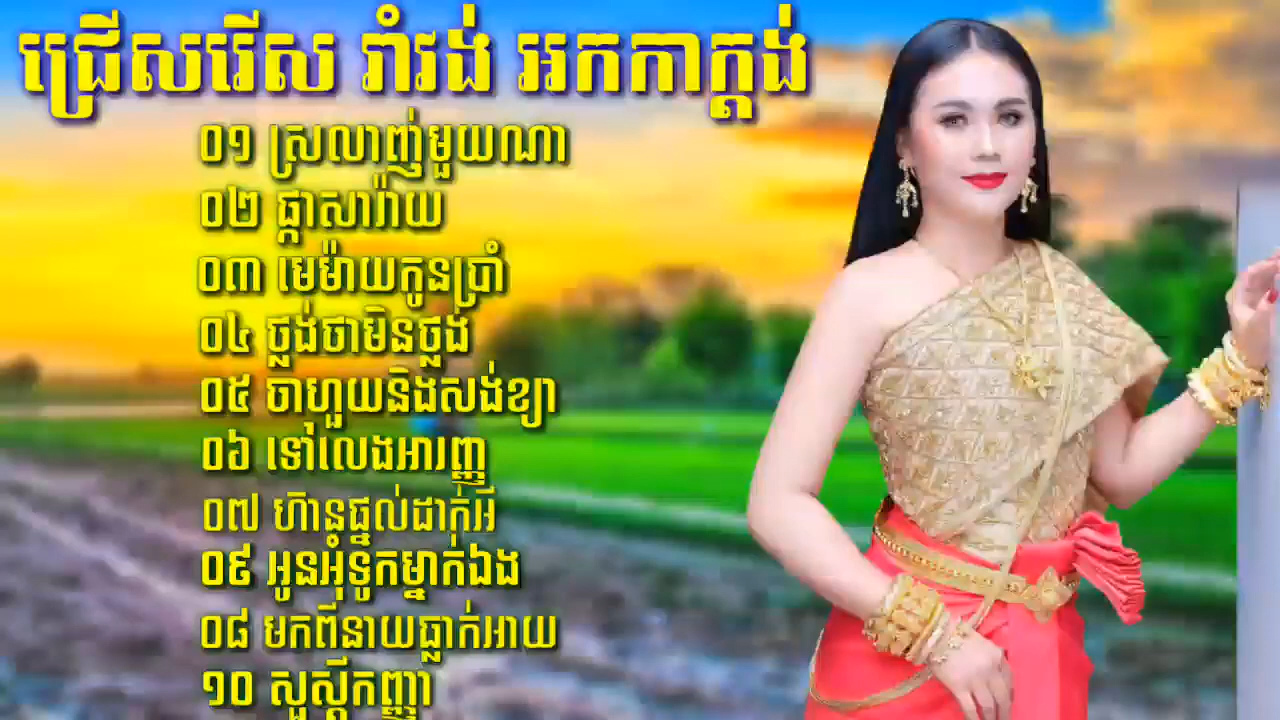 ជ្រើសរើស រាំវង់ អកកាក្តង់
០១ ស្រលាញ់មួយណា
០២ ផ្កាសារ៉ាយ
០៣ មេម៉ាយកូនប្រាំ
០៤ ថ្លង់ថាមិនថ្លង់
០៥ ចាហួយនិងសង់ខ្យា
០៦ ទៅលេងអារញ្ញ
០៧ ហ៊ានផ្នល់ដាក់អី
០៩ អូនអុំទូកម្នាក់ឯង
០៨ មកពីនាយធ្លាក់អាយ
១០ សួស្តីកញ្ញា